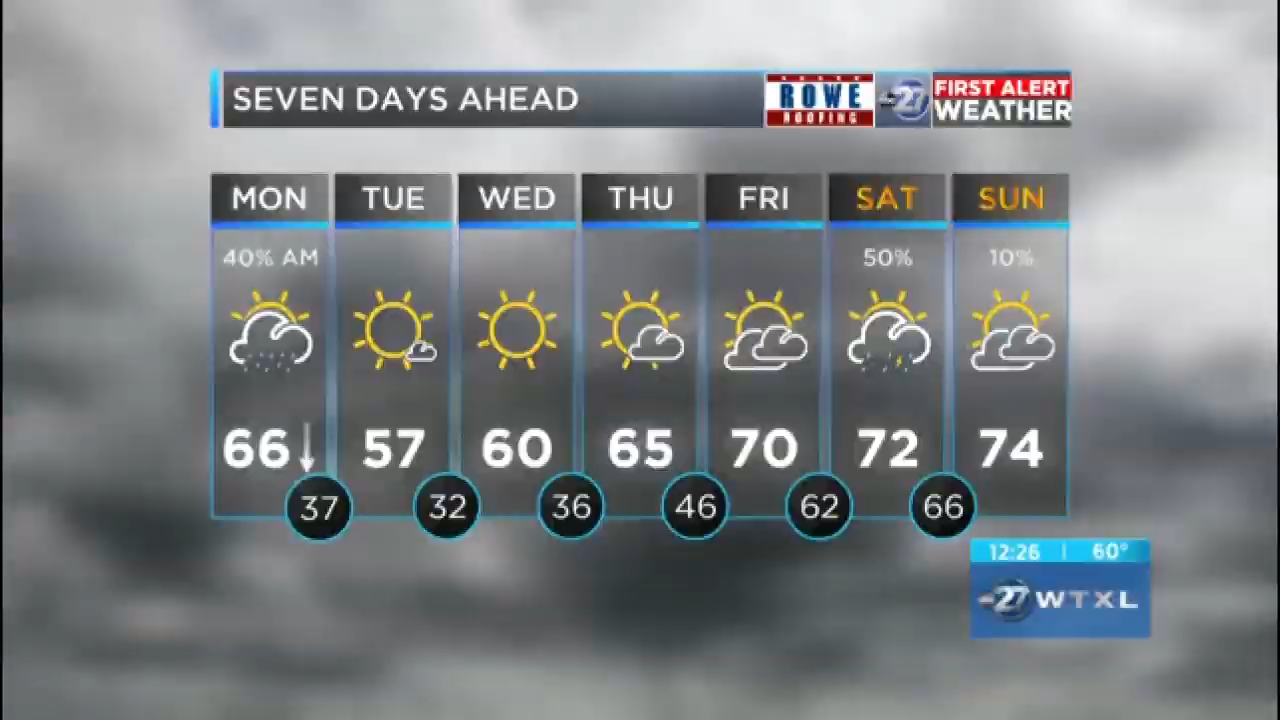 SEVEN DAYS AHEAD
ROWE
ROOFING
abc 27
FIRST ALERT
WEATHER
MON TUE WED THU FRI SAT SUN
40% AM 50% 10%
66 57 60 65 70 72 74
37 32 36 46 62 66
12:26 | 60°
27 WTXL